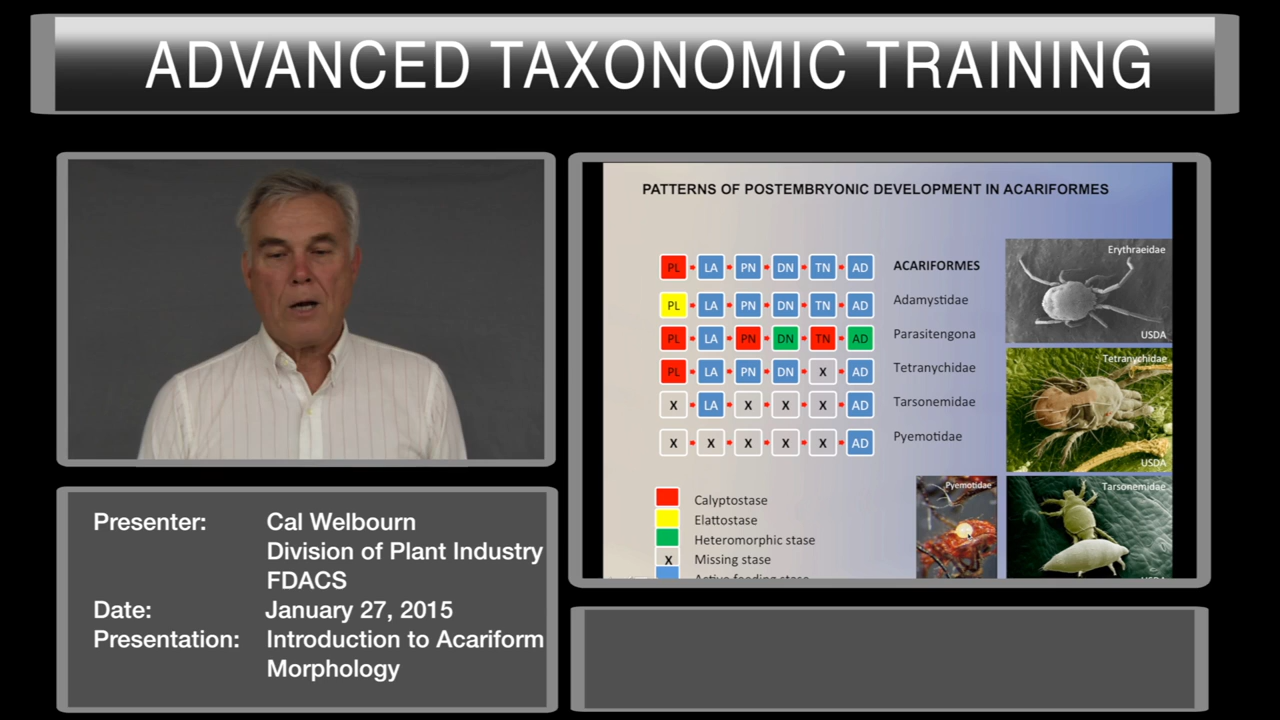 ADVANCED TAXONOMIC TRAINING
PATTERNS OF POSTEMBRYONIC DEVELOPMENT IN ACARIFORMES
PL LA PN DN TN AD ACARIFORMES
PL LA PN DN TN AD Adamystidae
PL LA PN DN TN AD Parasitengona
PL LA PN DN X AD Tetranychidae
X LA X X X AD Tarsonemidae
X X X X X AD Pyemotidae
Calyptostase
Elattostase
Heteromorphic stase
X Missing stase
Active feeding stase
Erythraeidae
USDA
Tetranychidae
USDA
Pyemotidae
Tarsonemidae
USDA
Presenter: Cal Welbourn
Division of Plant Industry
FDACS
Date: January 27, 2015
Presentation: Introduction to Acariform
Morphology